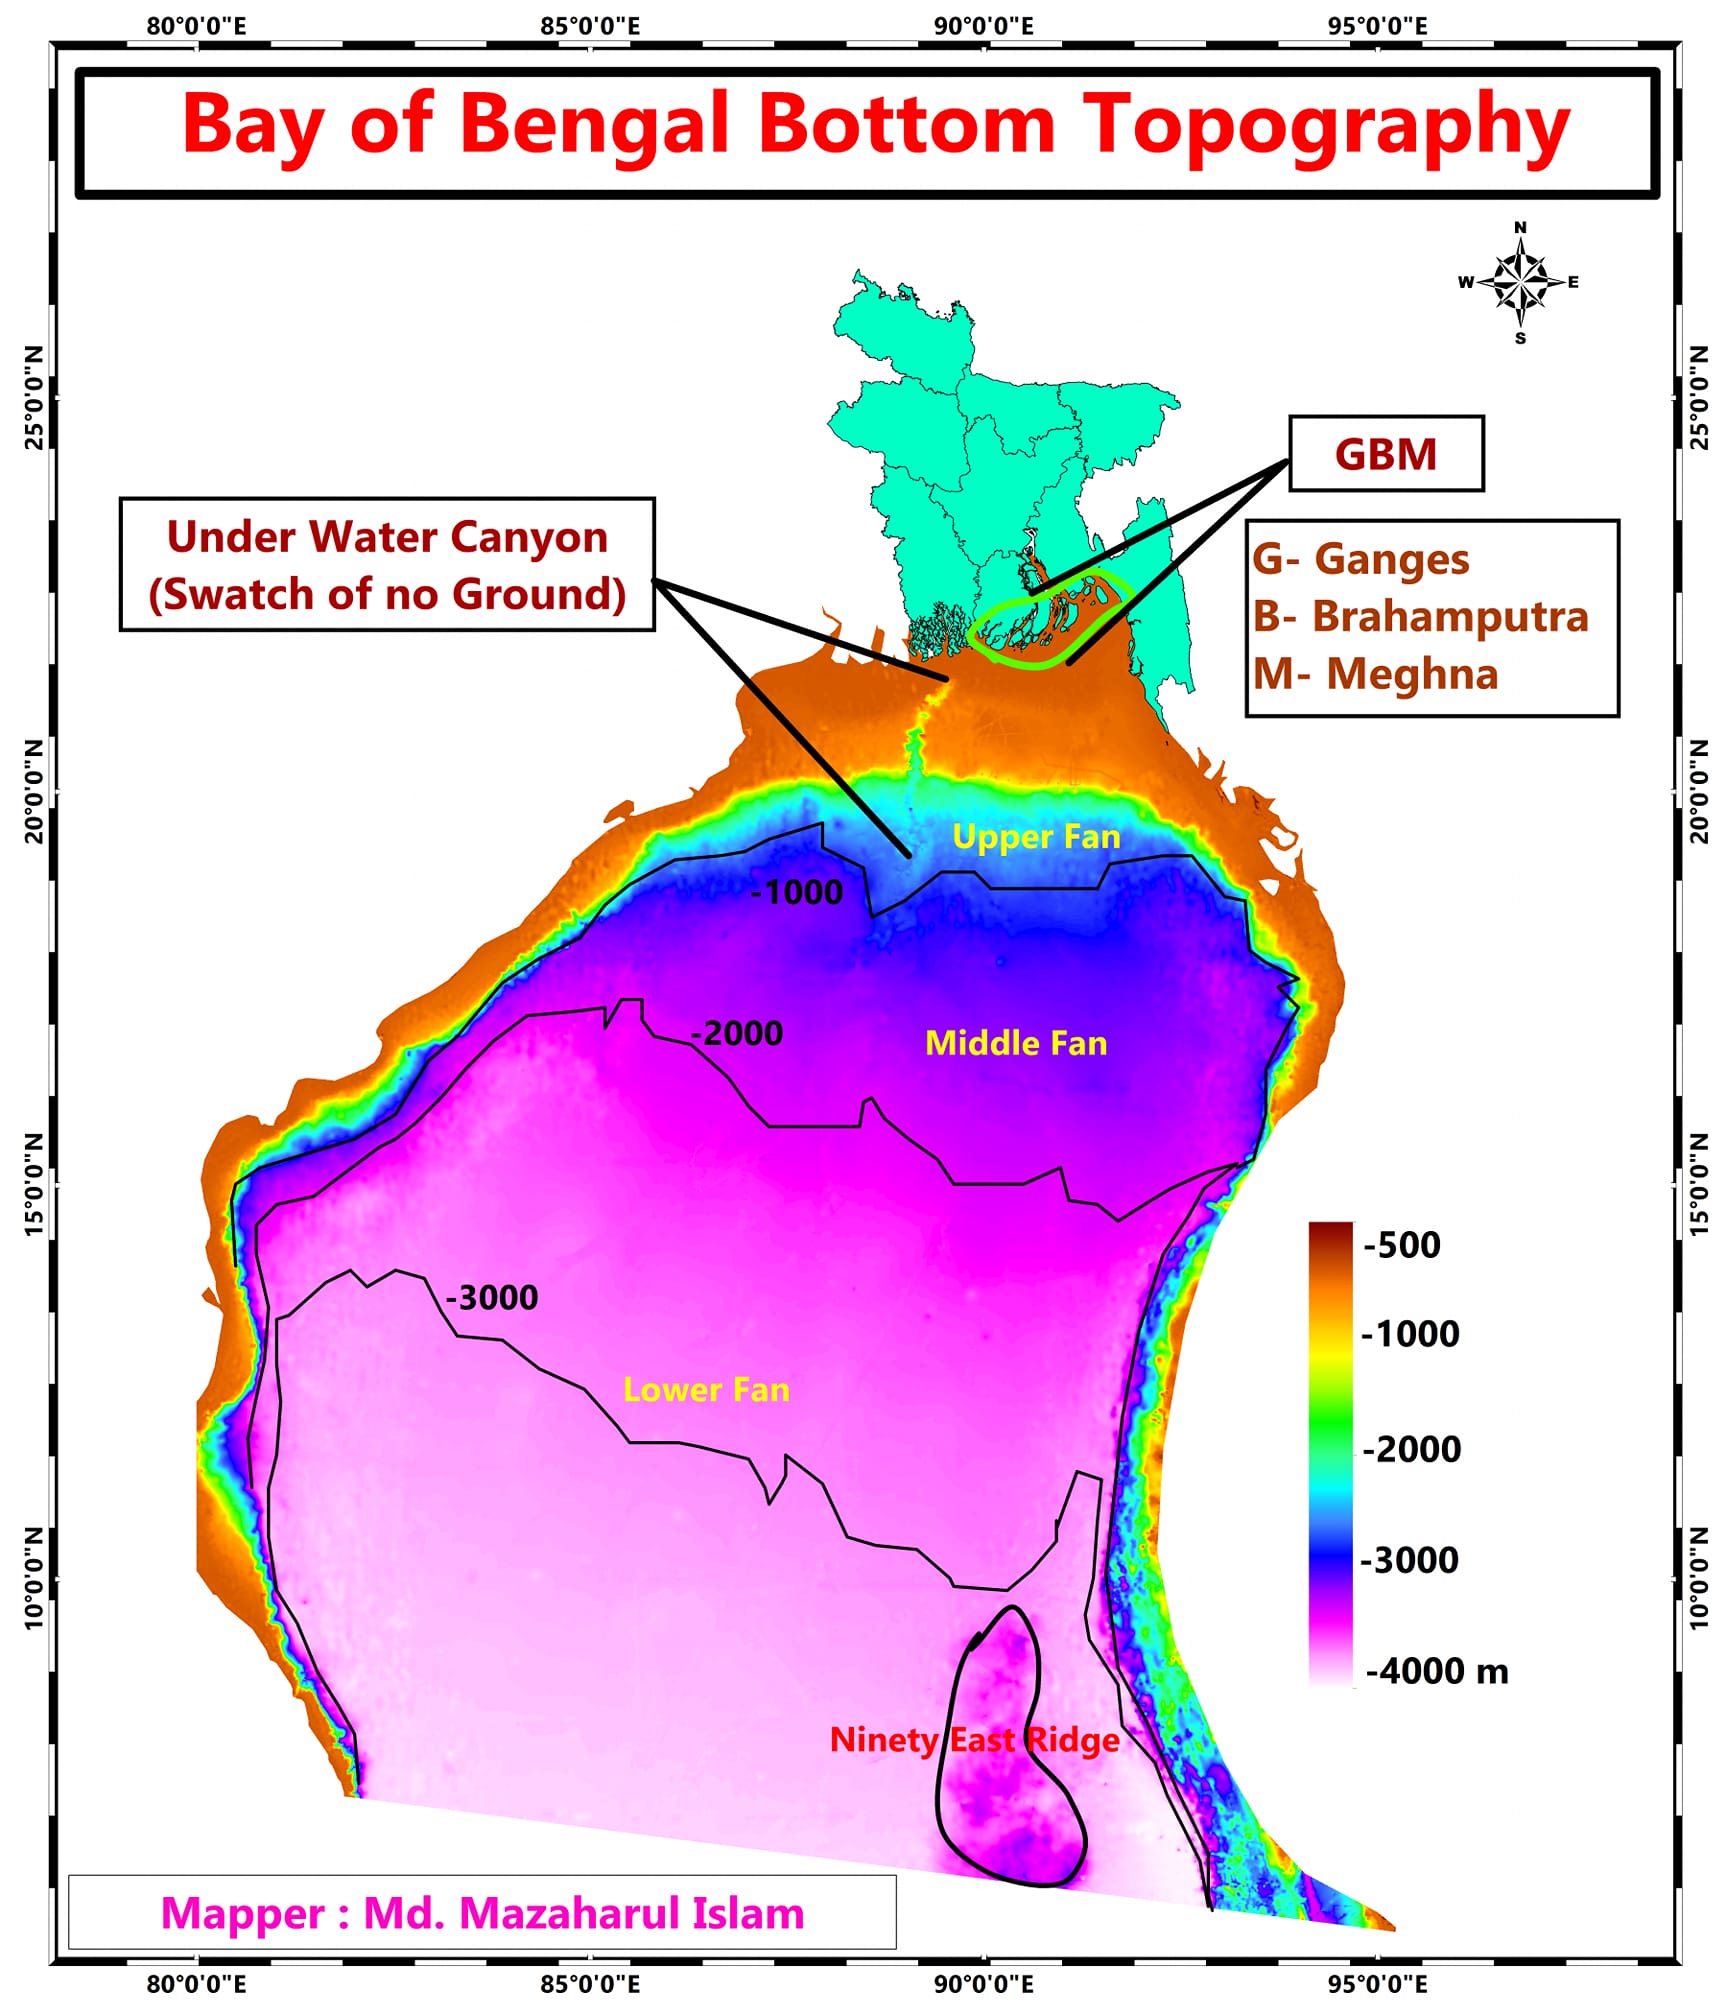 80°0'0"E 85°0'0"E 90°0'0"E 95°0'0"E
Bay of Bengal Bottom Topography
N
W E
S
25°0'0"N 25°0'0"N
GBM
Under Water Canyon
(Swatch of no Ground)
G- Ganges
B- Brahamputra
M- Meghna
20°0'0"N 20°0'0"N
Upper Fan
-1000
-2000
Middle Fan
15°0'0"N 15°0'0"N
-3000
Lower Fan
-500
-1000
-2000
-3000
-4000 m
10°0'0"N 10°0'0"N
Ninety East Ridge
Mapper : Md. Mazaharul Islam
80°0'0"E 85°0'0"E 90°0'0"E 95°0'0"E